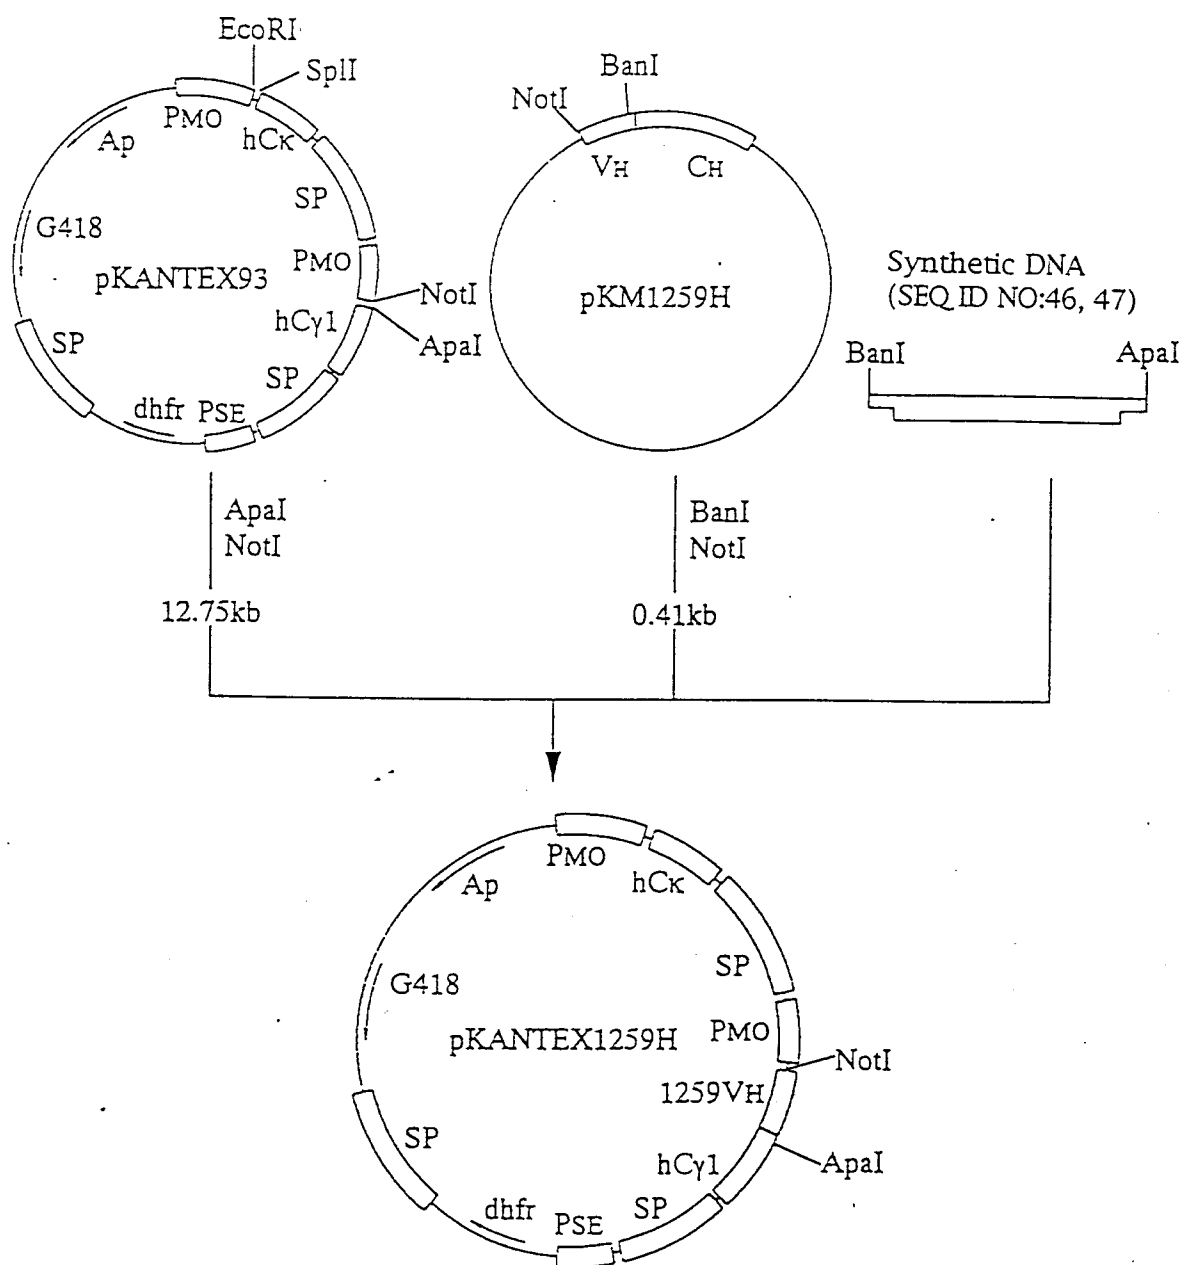 EcoRI
SplI
PMO
hCκ
Ap
SP
G418
PMO
pKANTEX93
NotI
hCγ1
ApaI
SP
SP
dhfr
PSE
BanI
NotI
VH
CH
pKM1259H
Synthetic DNA
(SEQ ID NO:46, 47)
BanI
ApaI
ApaI
NotI
12.75kb
BanI
NotI
0.41kb
PMO
hCκ
Ap
SP
G418
PMO
pKANTEX1259H
NotI
1259VH
SP
hCγ1
ApaI
dhfr
PSE
SP